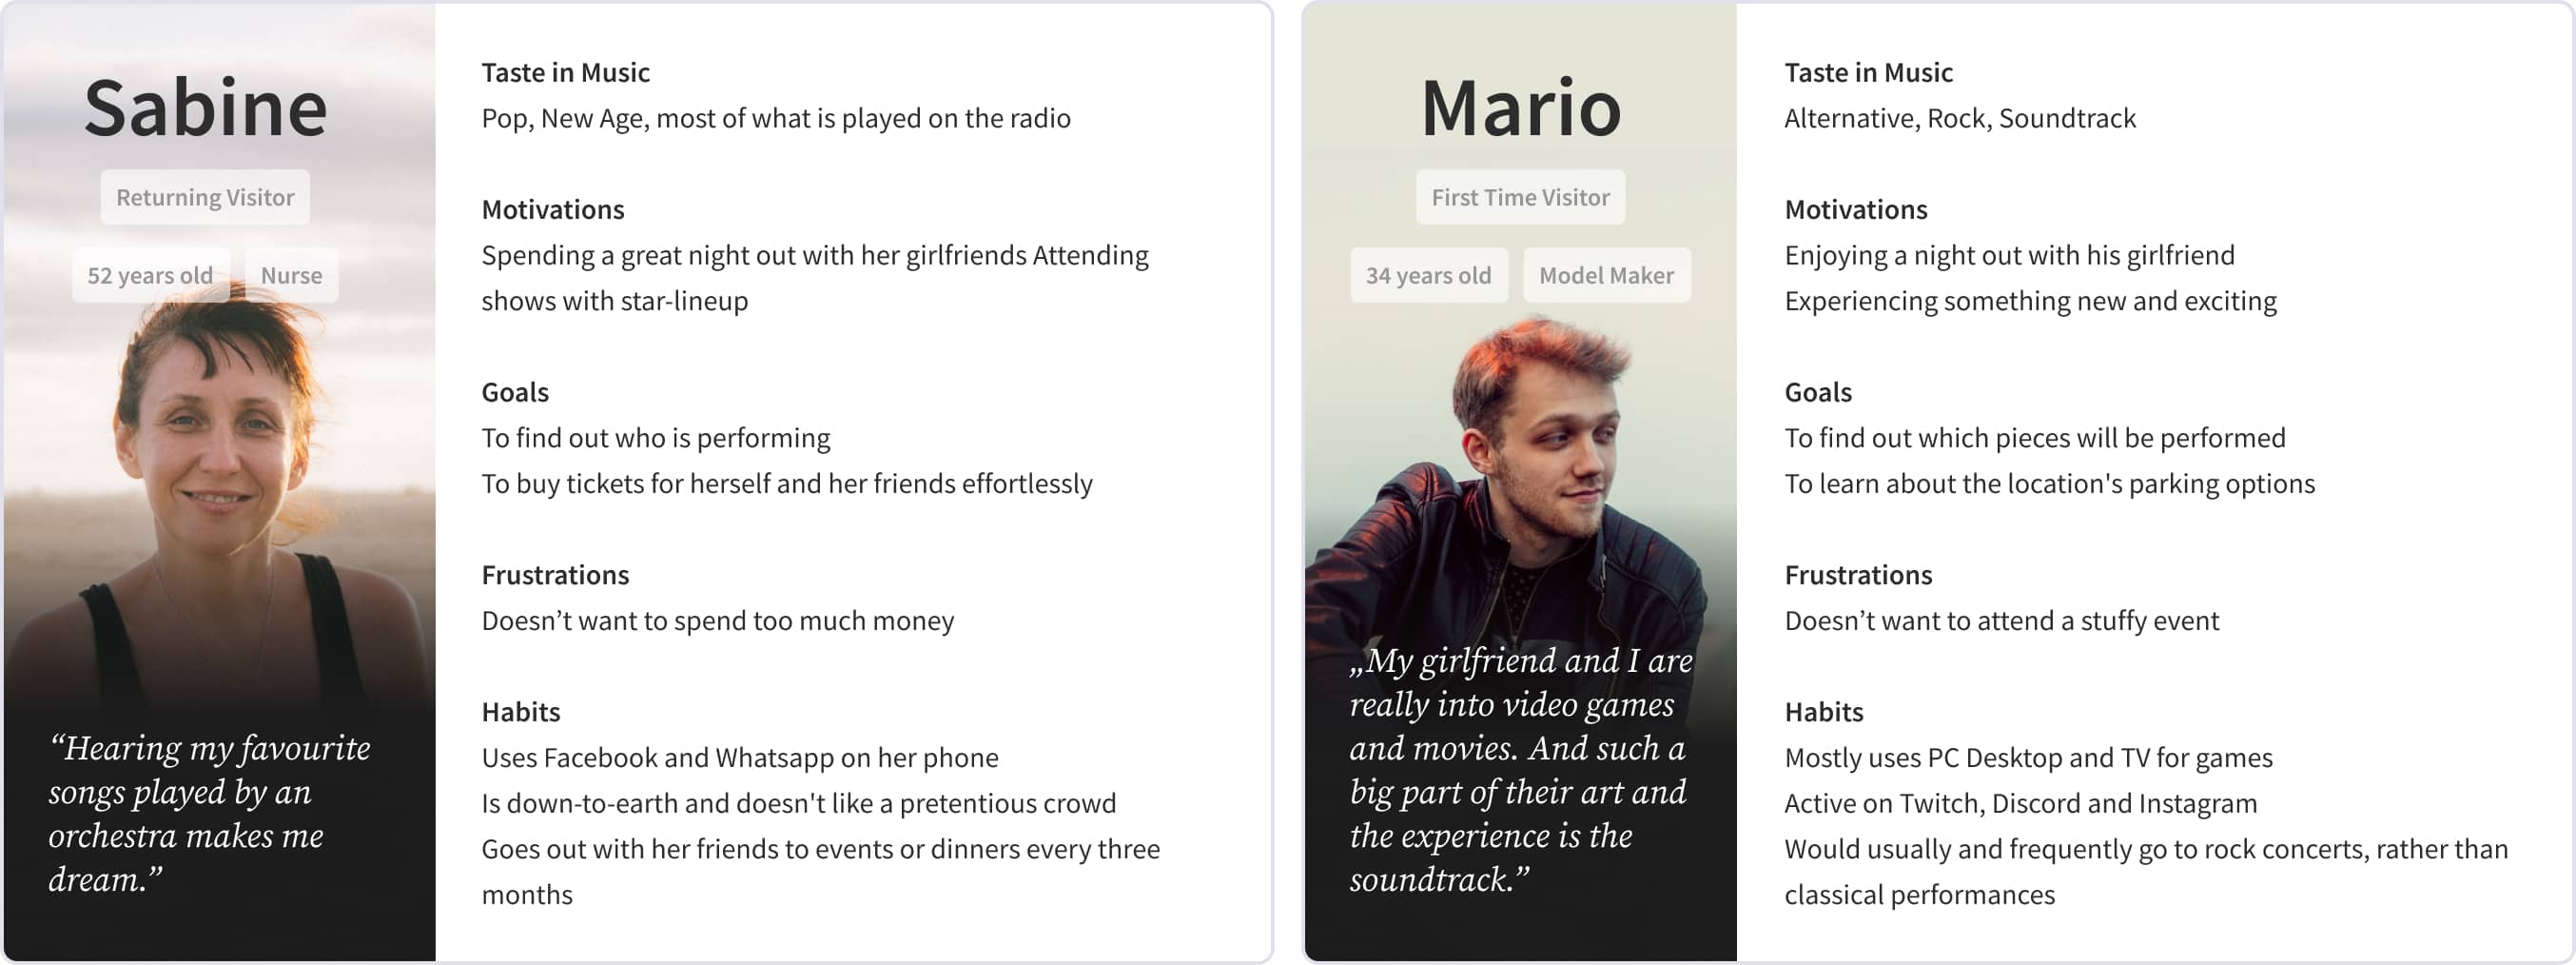 Sabine
Returning Visitor
52 years old
Nurse
“Hearing my favourite
songs played by an
orchestra makes me
dream.”
Taste in Music
Pop, New Age, most of what is played on the radio
Motivations
Spending a great night out with her girlfriends Attending
shows with star-lineup
Goals
To find out who is performing
To buy tickets for herself and her friends effortlessly
Frustrations
Doesn’t want to spend too much money
Habits
Uses Facebook and Whatsapp on her phone
Is down-to-earth and doesn't like a pretentious crowd
Goes out with her friends to events or dinners every three
months
Mario
First Time Visitor
34 years old
Model Maker
„My girlfriend and I are
really into video games
and movies. And such a
big part of their art and
the experience is the
soundtrack.”
Taste in Music
Alternative, Rock, Soundtrack
Motivations
Enjoying a night out with his girlfriend
Experiencing something new and exciting
Goals
To find out which pieces will be performed
To learn about the location's parking options
Frustrations
Doesn’t want to attend a stuffy event
Habits
Mostly uses PC Desktop and TV for games
Active on Twitch, Discord and Instagram
Would usually and frequently go to rock concerts, rather than
classical performances